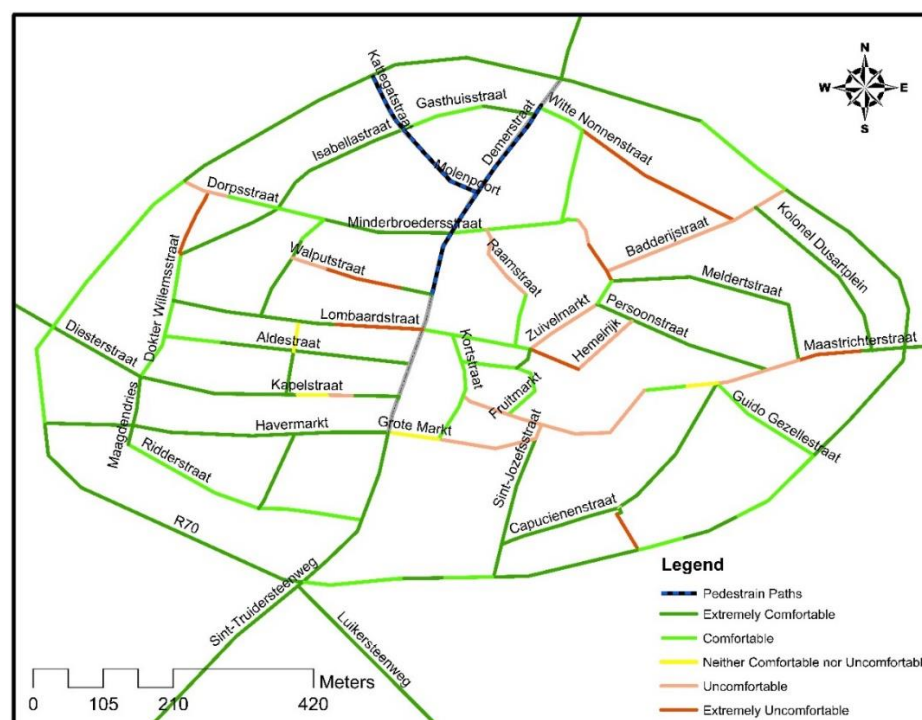 N
W E
S
Kattegatstraat
Gasthuisstraat
Isabellastraat
Demerstraat
Witte Nonnenstraat
Molenpoort
Dorpsstraat
Minderbroedersstraat
Kolonel Dusartplein
Badderijstraat
Walputstraat
Raamstraat
Dokter Willemsstraat
Meldertstraat
Zuivelmarkt
Persoonstraat
Lombaardstraat
Hemelrijk
Diesterstraat
Aldestraat
Kortstraat
Maastrichterstraat
Kapelstraat
Fruitmarkt
Maagdendries
Havermarkt
Grote Markt
Guido Gezellestraat
Ridderstraat
Sint-Jozefsstraat
Capucienenstraat
R70
Sint-Truidersteenweg
Luikersteenweg
Legend
Pedestrain Paths
Extremely Comfortable
Comfortable
Neither Comfortable nor Uncomfortable
Uncomfortable
Extremely Uncomfortable
Meters
0 105 210 420